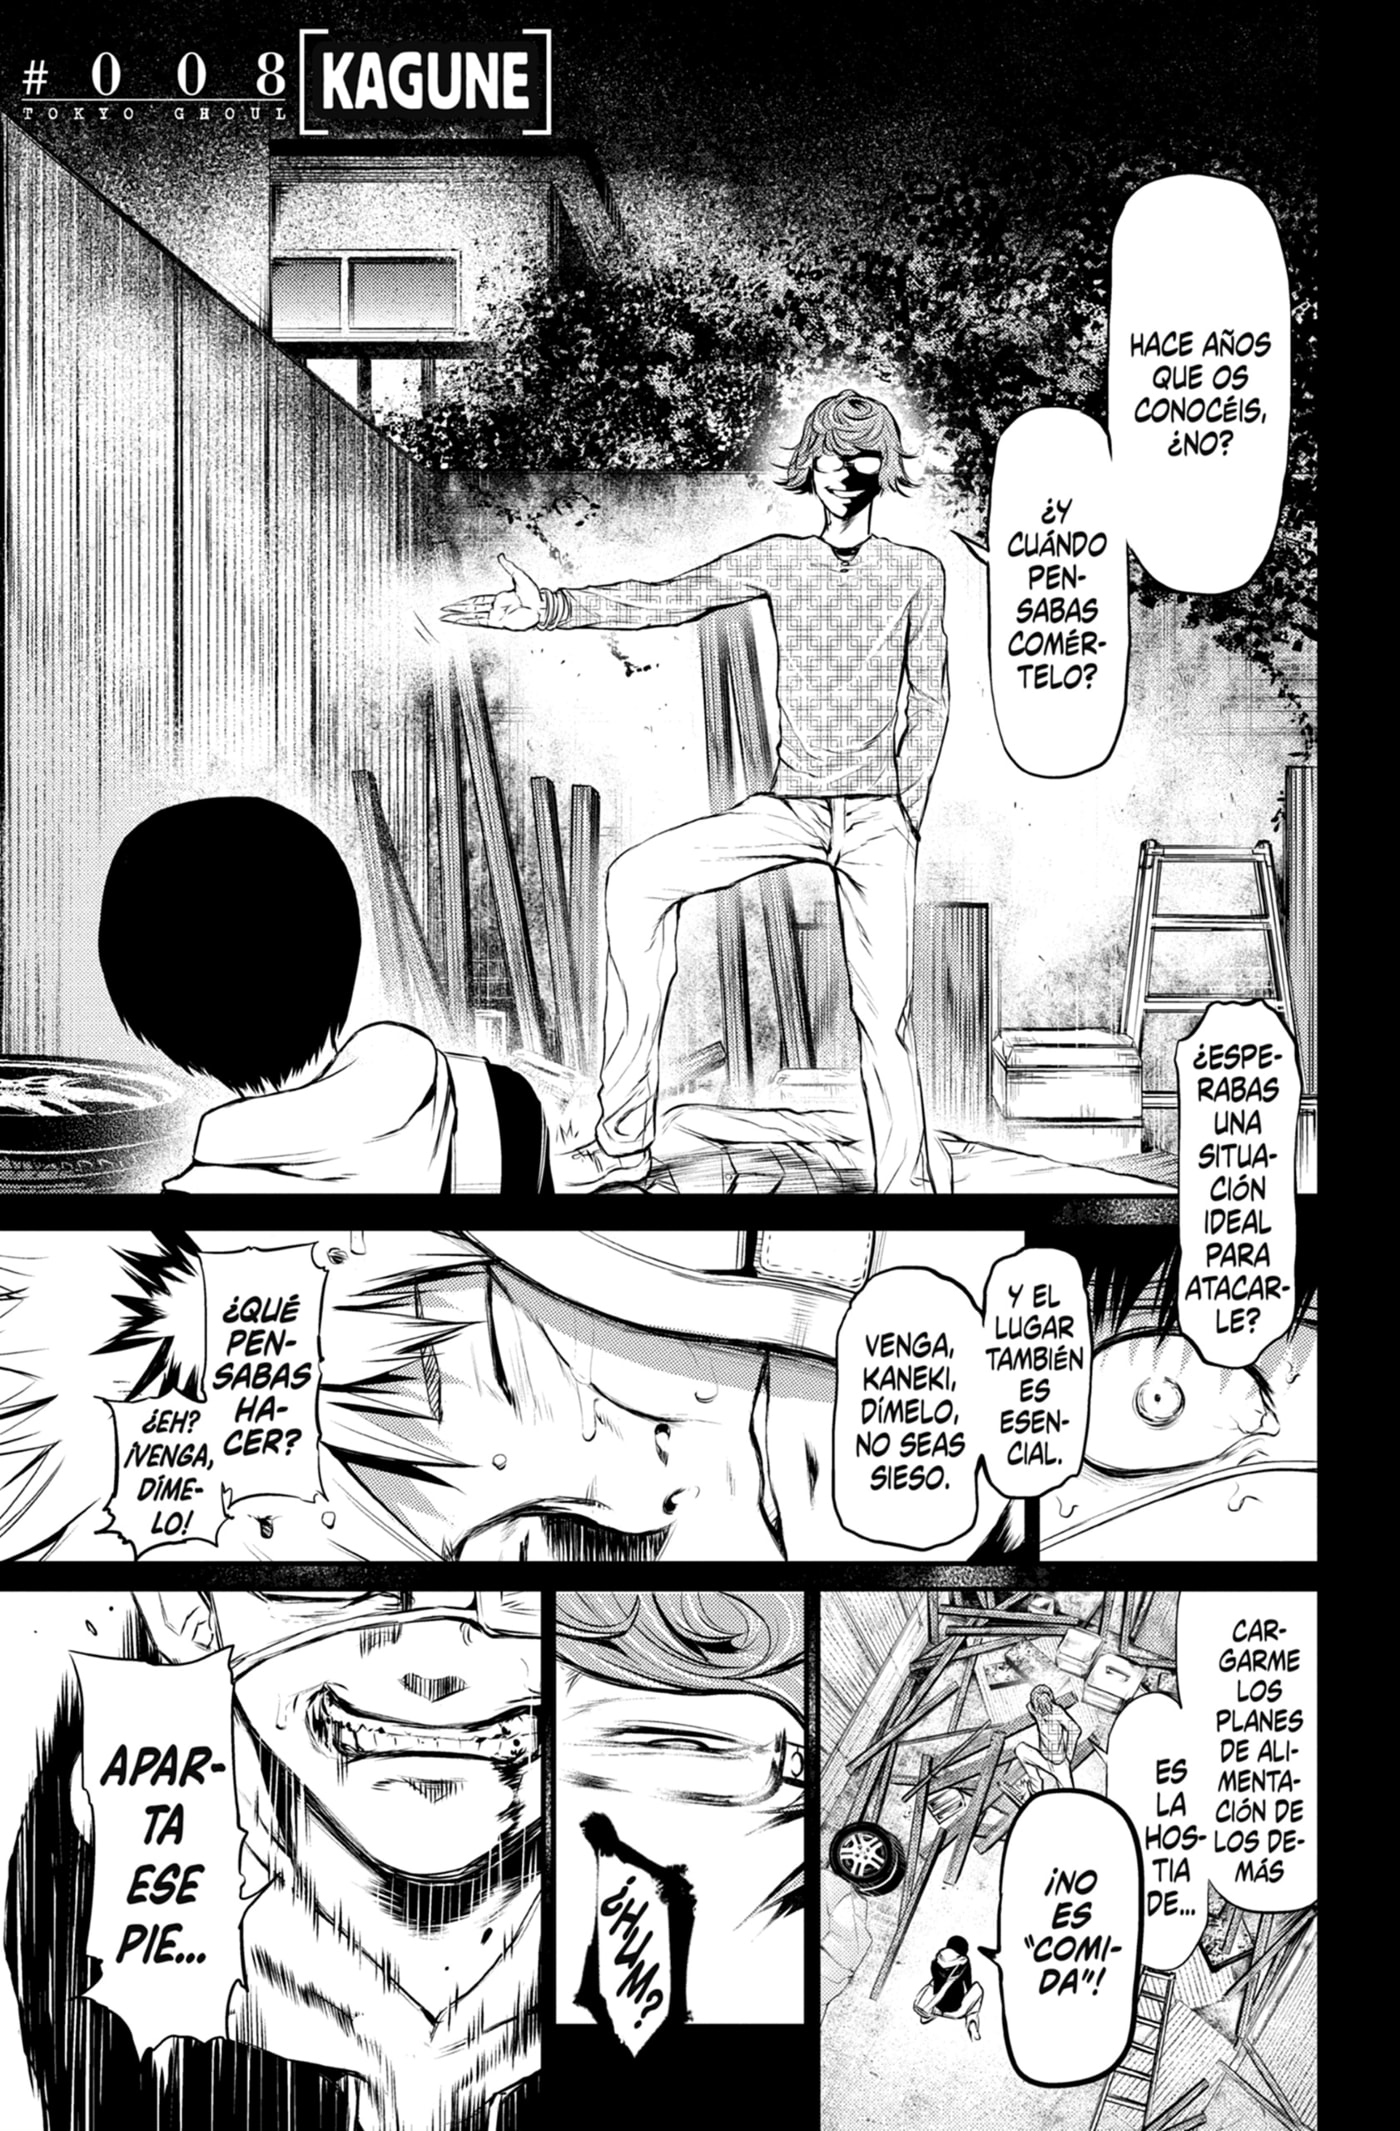 #008
TOKYO GHOUL
[KAGUNE]
HACE AÑOS
QUE OS
CONOCÉIS,
¿NO?
¿Y
CUÁNDO
PEN-
SABAS
COMÉR-
TELO?
¿ESPE-
RABAS
UNA
SITUA-
CIÓN
IDEAL
PARA
ATACAR-
LE?
Y EL
LUGAR
TAMBIÉN
ES
ESEN-
CIAL.
VENGA,
KANEKI,
DÍMELO,
NO SEAS
SIESO.
¿QUÉ
PEN-
SABAS
HA-
CER?
¿EH?
¡VENGA,
DÍME-
LO!
CAR-
GARME
LOS
PLANES
DE ALI-
MENTA-
CIÓN DE
LOS DE-
MÁS
ES
LA
HOS-
TIA
DE...
¡NO
ES
"COMI-
DA"!
¿HUM?
APAR-
TA
ESE
PIE...